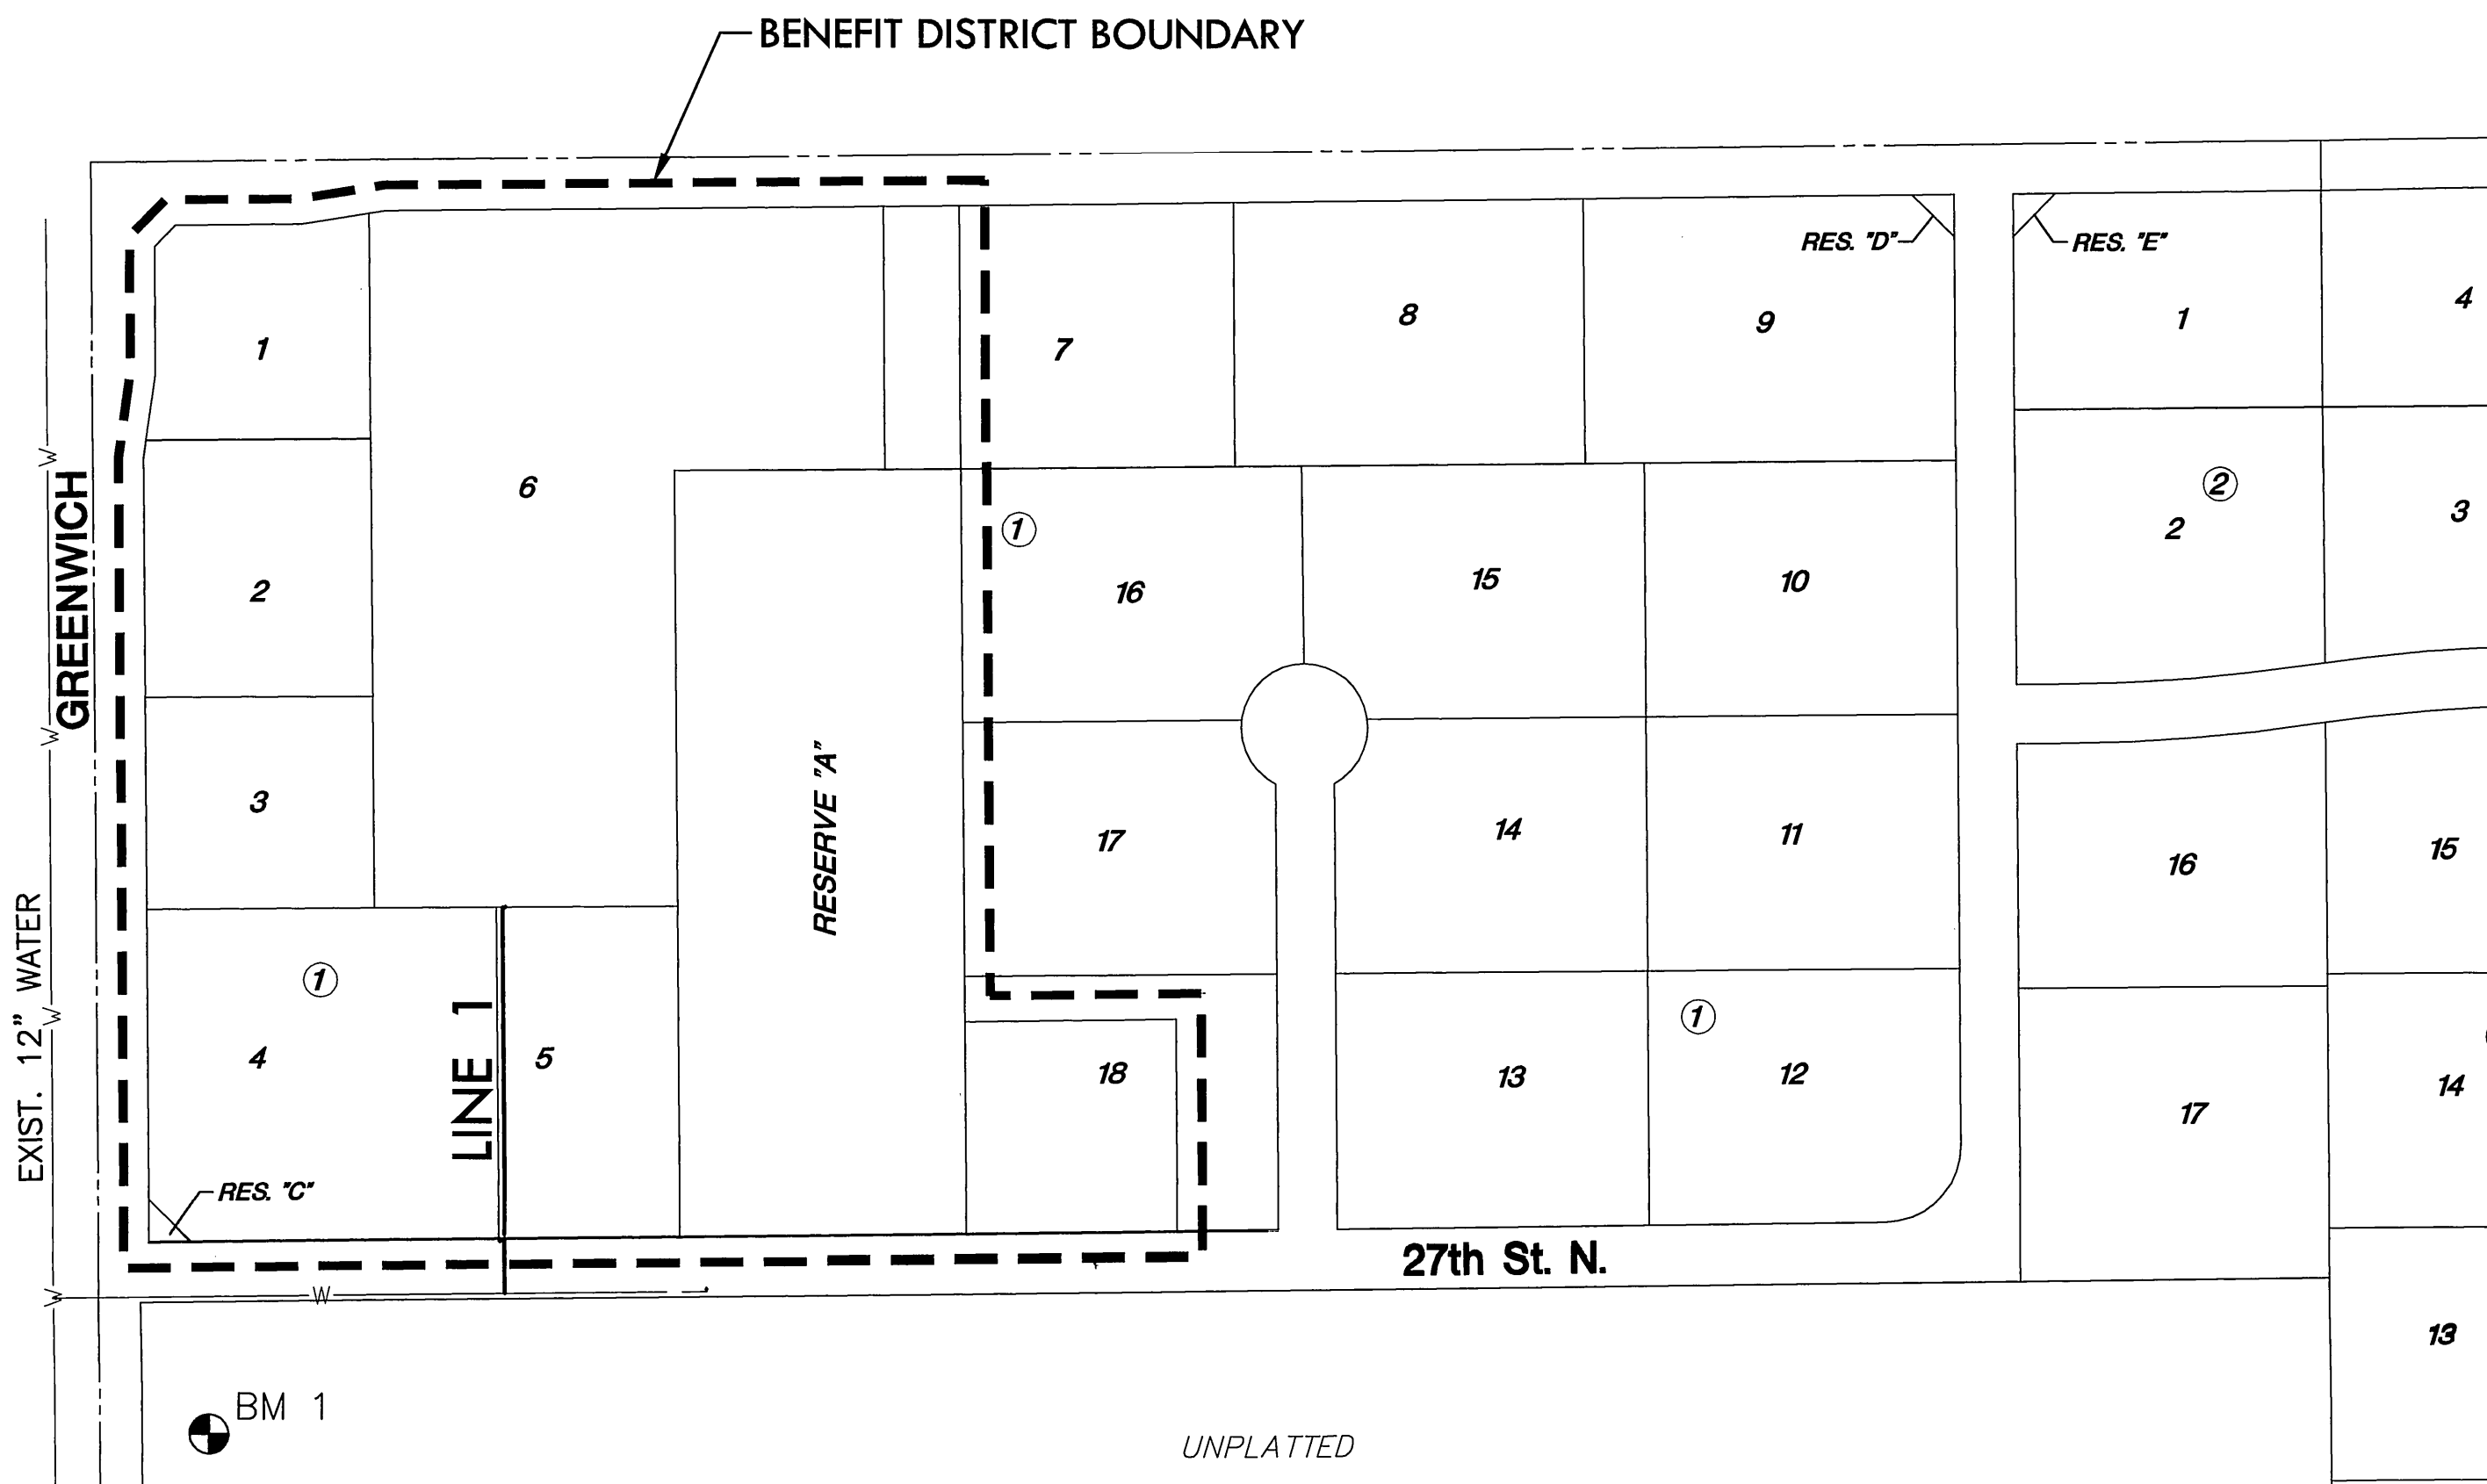 BENEFIT DISTRICT BOUNDARY
RES. "D"
RES. "E"
1
6
7
8
9
1
4
GREENWICH
W
2
1
16
15
10
2
2
3
W
3
RESERVE "A"
17
14
11
16
15
EXIST. 12" WATER
W
1
4
LINE 1
5
18
13
1
12
17
14
RES. "C"
27th St. N.
W
W
13
BM 1
UNPLATTED